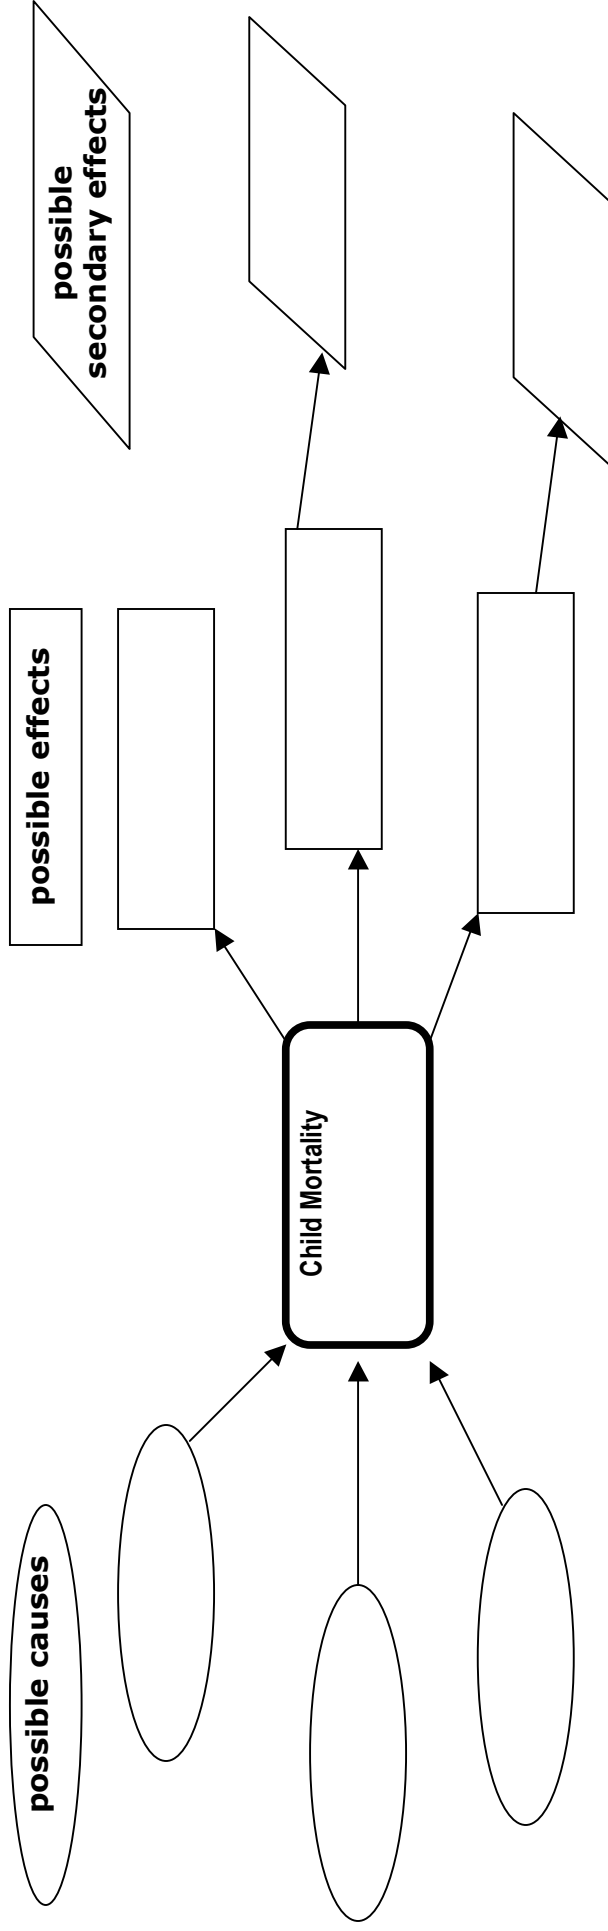 possible causes
possible effects
possible
secondary effects
Child Mortality